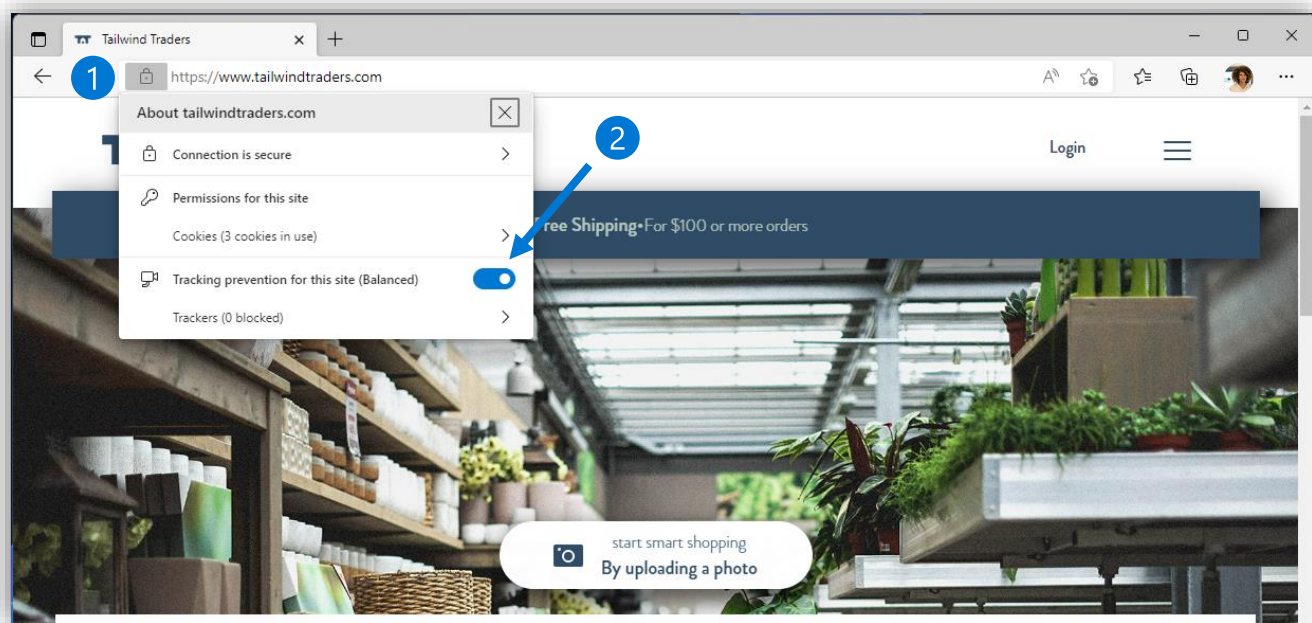 Tailwind Traders
1
https://www.tailwindtraders.com
About tailwindtraders.com
Connection is secure
Permissions for this site
Cookies (3 cookies in use)
Tracking prevention for this site (Balanced)
Trackers (0 blocked)
2
Login
Free Shipping•For $100 or more orders
start smart shopping
By uploading a photo